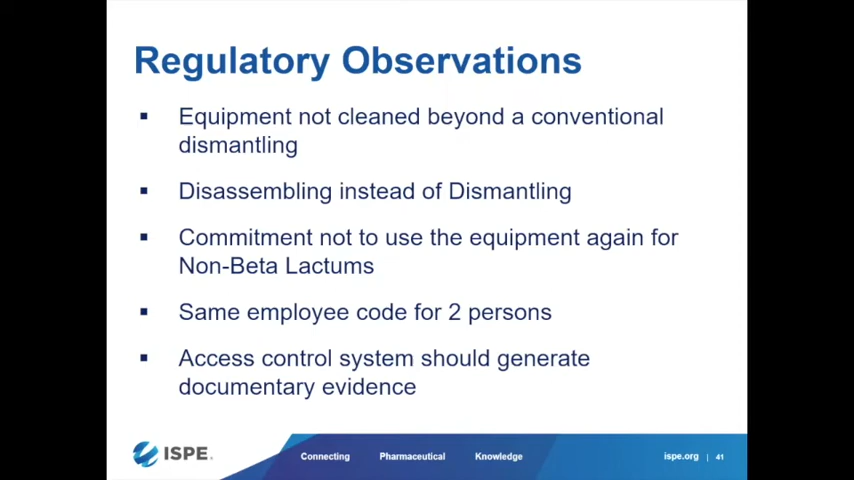 Regulatory Observations
▪ Equipment not cleaned beyond a conventional
dismantling
▪ Disassembling instead of Dismantling
▪ Commitment not to use the equipment again for
Non-Beta Lactums
▪ Same employee code for 2 persons
▪ Access control system should generate
documentary evidence
ISPE. Connecting Pharmaceutical Knowledge ispe.org | 41